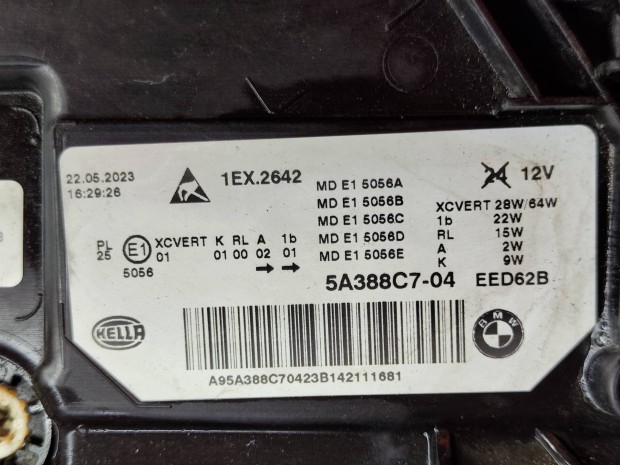 22.05.2023
16:29:26
1EX.2642
24 12V
MD E1 5056A
MD E1 5056B
MD E1 5056C
MD E1 5056D
MD E1 5056E
XCVERT 28W/64W
1b 22W
RL 15W
A 2W
K 9W
PL
25
E1
5056
XCVERT K RL A 1b
01 01 00 02 01
5A388C7-04 EED62B
HELLA
BMW
A95A388C70423B142111681